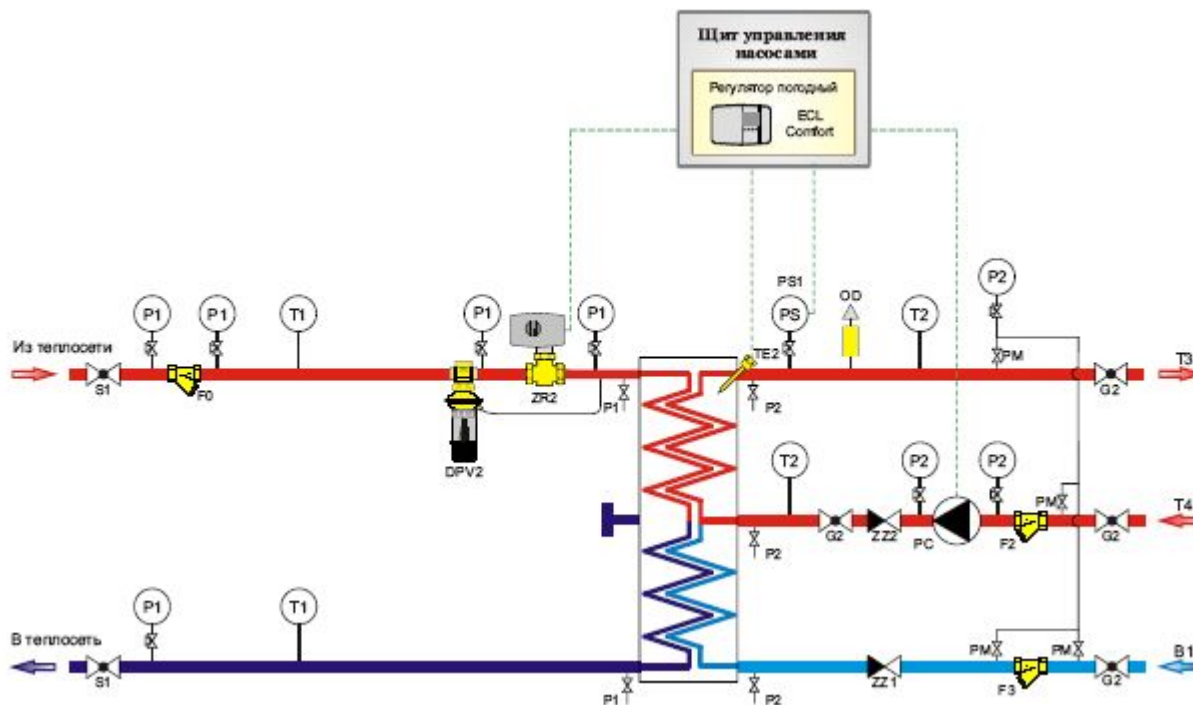 Щит управления
насосами
Регулятор погодный
ECL
Comfort
P2
PS1
OD
P1
P1
T1
P1
P1
PS
T2
Из теплосети
TE2
PM
T3
S1
F0
ZR2
P1
P2
G2
DPV2
T2
P2
P2
PM
T4
G2
ZZ2
PC
F2
G2
P2
P1
T1
В теплосеть
PM
PM
B1
S1
P1
P2
ZZ1
F3
G2